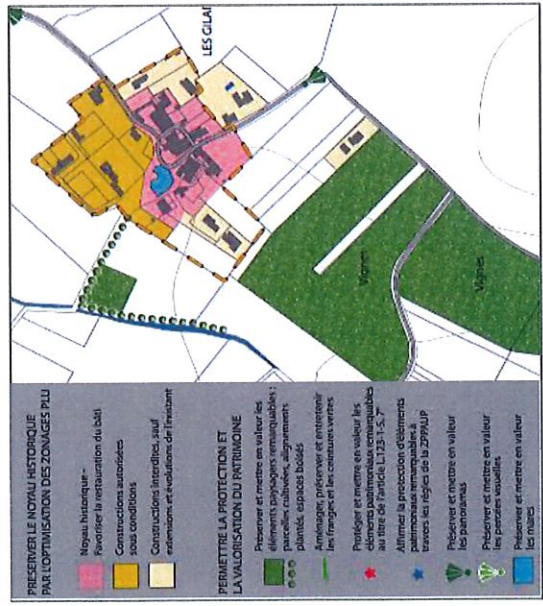 PRESERVER LE NOYAU HISTORIQUE
PAR L'OPTIMISATION DES ZONAGES PLU
Noyau historique -
Favoriser la restauration du bâti
Constructions autorisées
sous conditions
Constructions interdites, sauf
extensions et évolutions de l'existant
PERMETTRE LA PROTECTION ET
LA VALORISATION DU PATRIMOINE
Préserver et mettre en valeur les
éléments paysagers remarquables :
parcelles cultivées, alignements
plantés, espaces boisés
Aménager, préserver et entretenir
les franges et les ceintures vertes
Protéger et mettre en valeur les
éléments patrimoniaux remarquables
au titre de l'article L.123-1-5, 7°
Affirmer la protection d'éléments
patrimoniaux remarquables à
travers les règles de la ZPPAUP
Préserver et mettre en valeur
les panoramas
Préserver et mettre en valeur
les percées visuelles
Préserver et mettre en valeur
les mares
LES GILAR
Vignes
Vignes